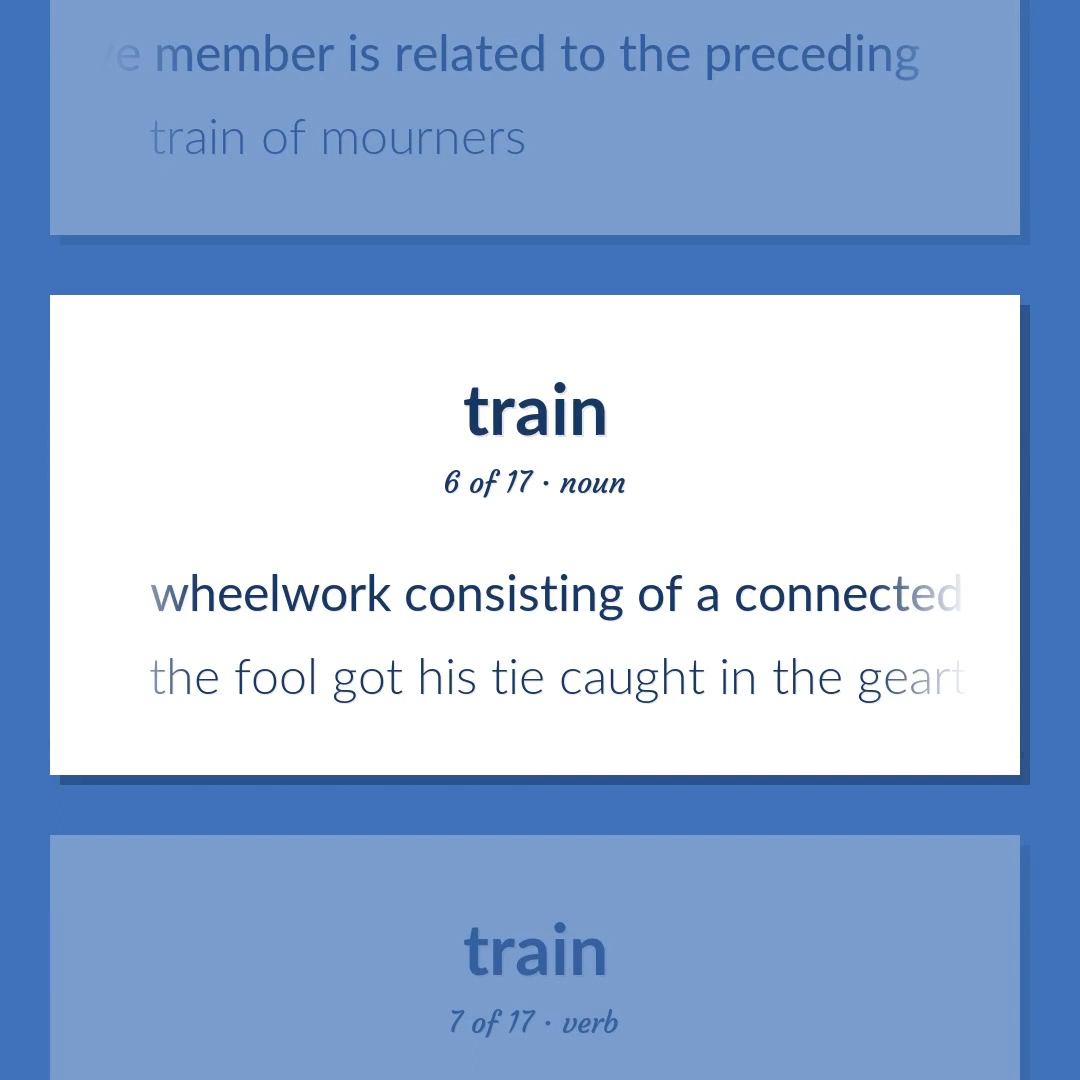 member is related to the preceding
train of mourners
train
6 of 17 · noun
wheelwork consisting of a connected
the fool got his tie caught in the geart
train
7 of 17 · verb